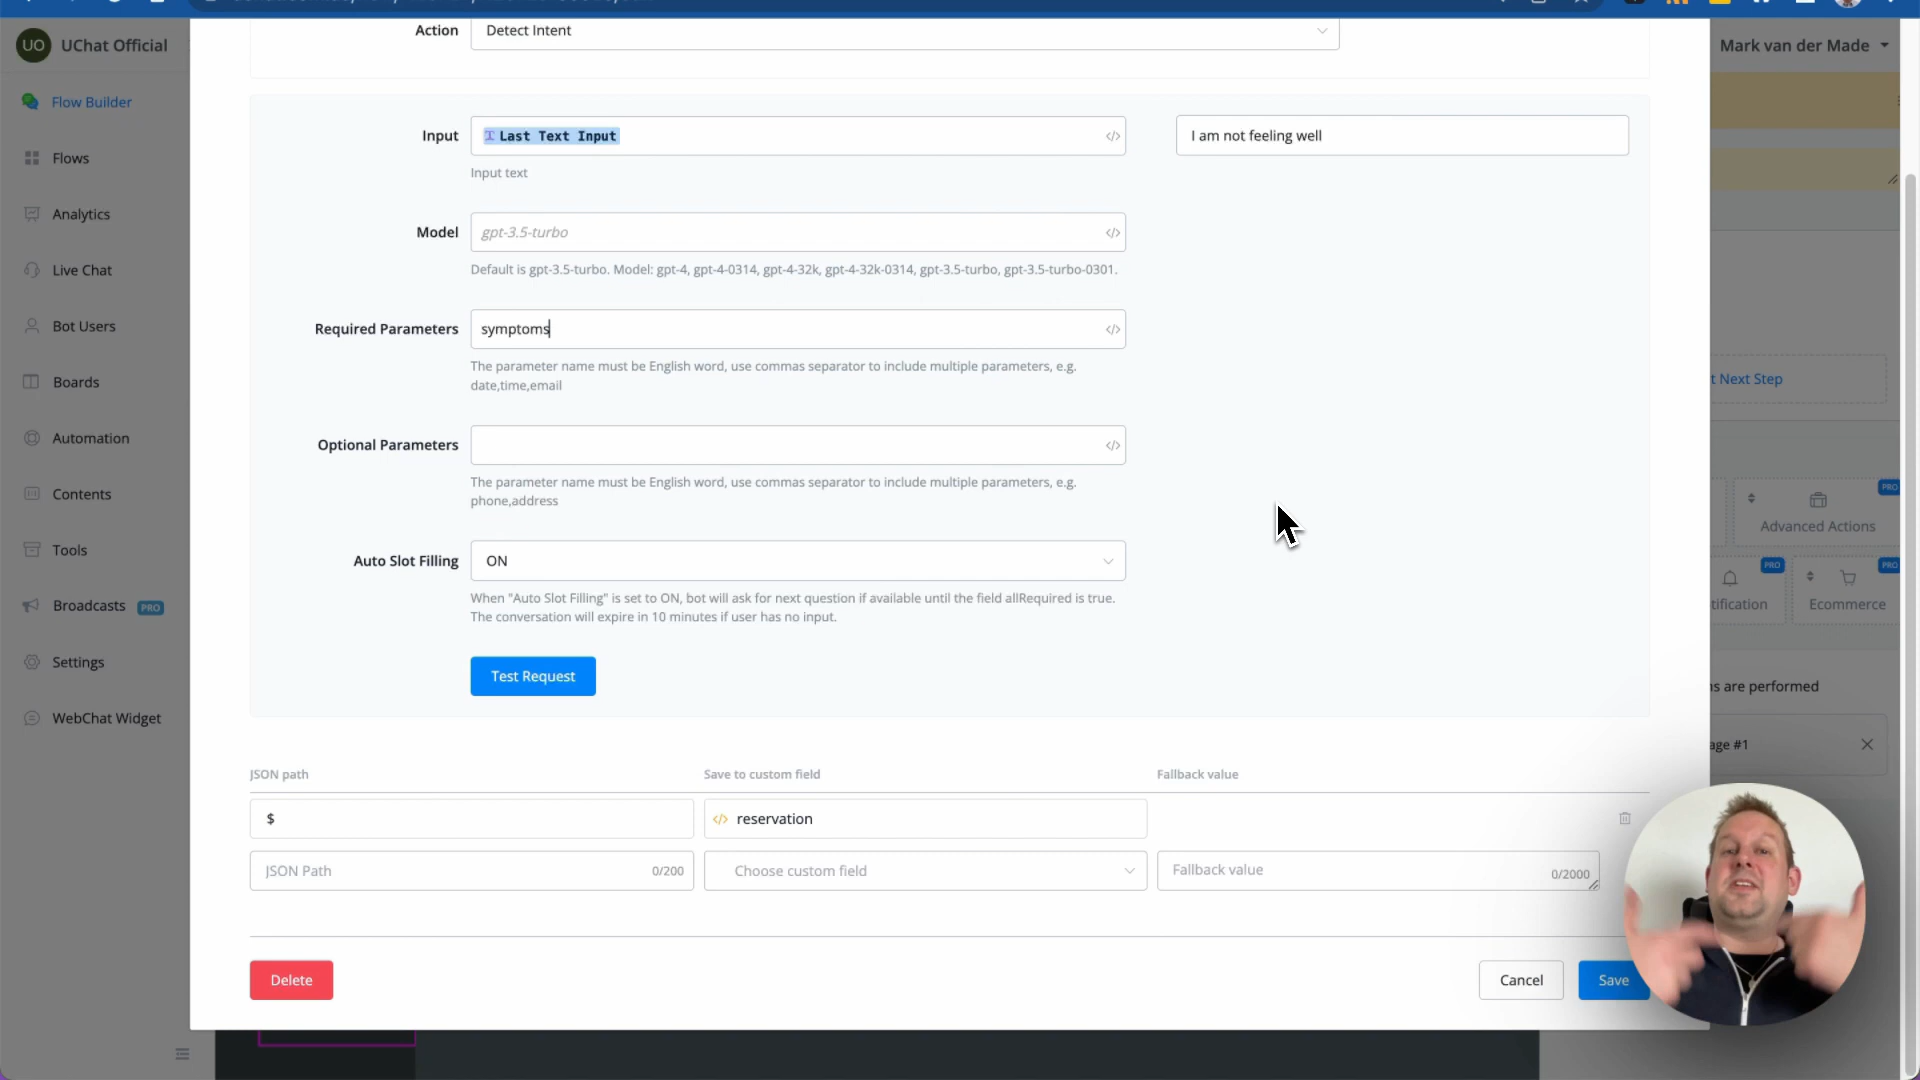 UO UChat Official
Mark van der Made
Flow Builder
Flows
Analytics
Live Chat
Bot Users
Boards
Automation
Contents
Tools
Broadcasts PRO
Settings
WebChat Widget
Action Detect Intent
Input Last Text Input </> I am not feeling well
Input text
Model gpt-3.5-turbo </>
Default is gpt-3.5-turbo. Model: gpt-4, gpt-4-0314, gpt-4-32k, gpt-4-32k-0314, gpt-3.5-turbo, gpt-3.5-turbo-0301.
Required Parameters symptoms </>
The parameter name must be English word, use commas separator to include multiple parameters, e.g.
date,time,email
Optional Parameters </>
The parameter name must be English word, use commas separator to include multiple parameters, e.g.
phone,address
Auto Slot Filling ON
When "Auto Slot Filling" is set to ON, bot will ask for next question if available until the field allRequired is true.
The conversation will expire in 10 minutes if user has no input.
Test Request
JSON path Save to custom field Fallback value
$ </> reservation
JSON Path 0/200 Choose custom field Fallback value 0/2000
Delete Cancel Save
t Next Step
PRO
Advanced Actions
PRO PRO
tification Ecommerce
ns are performed
age #1